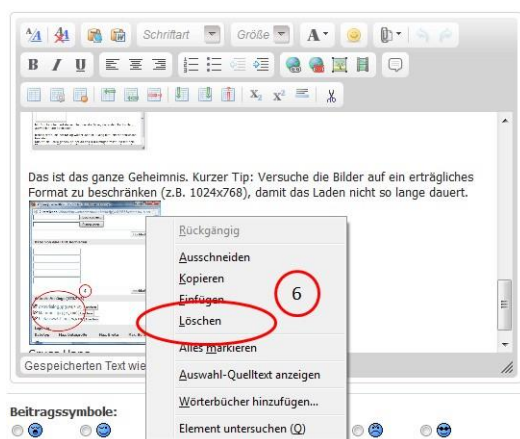 Schriftart
Größe
A
B I U
X₂ x²
Das ist das ganze Geheimnis. Kurzer Tip: Versuche die Bilder auf ein erträgliches
Format zu beschränken (z.B. 1024x768), damit das Laden nicht so lange dauert.
Rückgängig
Ausschneiden
Kopieren
Einfügen
6
Löschen
Alles markieren
Auswahl-Quelltext anzeigen
Wörterbücher hinzufügen...
Element untersuchen (Q)
Gespeicherten Text wie
Beitragssymbole: